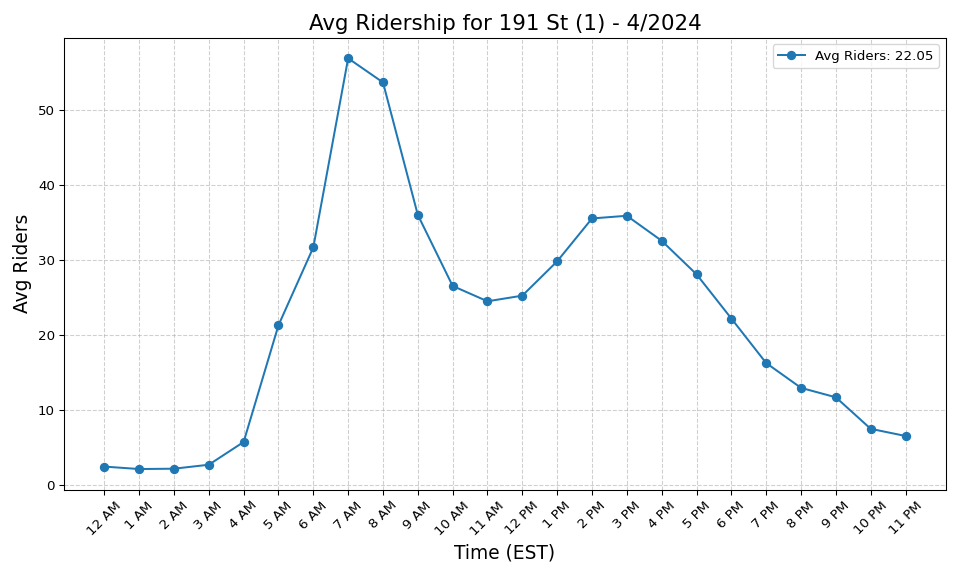 Avg Ridership for 191 St (1) - 4/2024
Avg Riders: 22.05
Avg Riders
50
40
30
20
10
0
12 AM 1 AM 2 AM 3 AM 4 AM 5 AM 6 AM 7 AM 8 AM 9 AM 10 AM 11 AM 12 PM 1 PM 2 PM 3 PM 4 PM 5 PM 6 PM 7 PM 8 PM 9 PM 10 PM 11 PM
Time (EST)